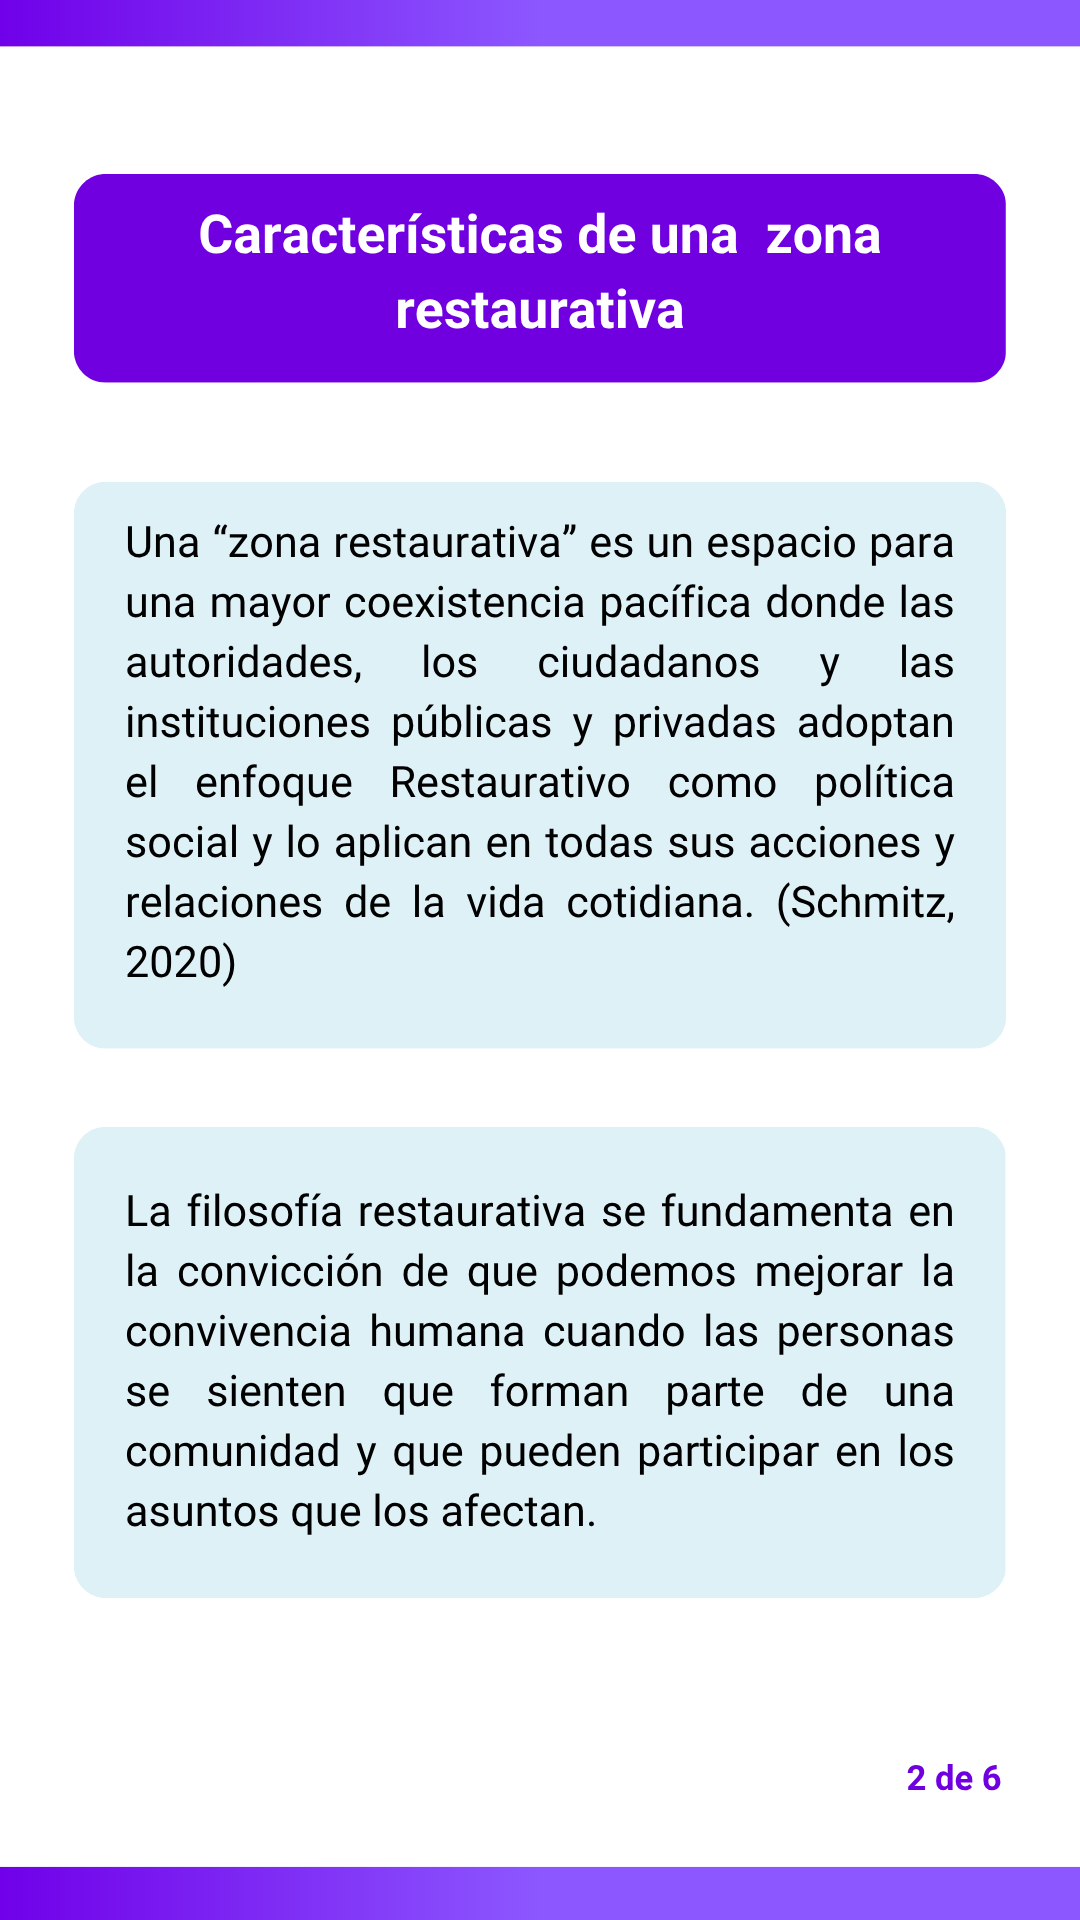 Características de una  zona
restaurativa
Una “zona restaurativa” es un espacio para
una mayor coexistencia pacífica donde las
autoridades, los ciudadanos y las
instituciones públicas y privadas adoptan
el enfoque Restaurativo como política
social y lo aplican en todas sus acciones y
relaciones de la vida cotidiana. (Schmitz,
2020)
La filosofía restaurativa se fundamenta en
la convicción de que podemos mejorar la
convivencia humana cuando las personas
se sienten que forman parte de una
comunidad y que pueden participar en los
asuntos que los afectan.
2 de 6